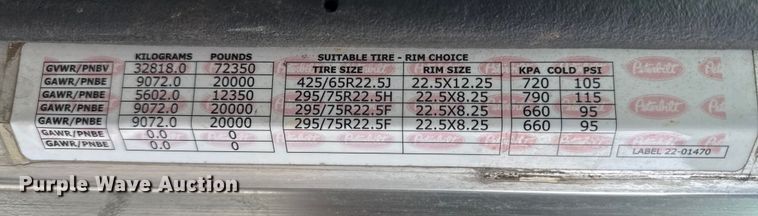 KILOGRAMS POUNDS SUITABLE TIRE - RIM CHOICE
GVWR/PNBV 32818.0 72350 TIRE SIZE RIM SIZE KPA COLD PSI
GAWR/PNBE 9072.0 20000 425/65R22.5J 22.5X12.25 720 105
GAWR/PNBE 5602.0 12350 295/75R22.5H 22.5X8.25 790 115
GAWR/PNBE 9072.0 20000 295/75R22.5F 22.5X8.25 660 95
GAWR/PNBE 9072.0 20000 295/75R22.5F 22.5X8.25 660 95
GAWR/PNBE 0.0 0
GAWR/PNBE 0.0 0
Peterbilt
Peterbilt
Peterbilt
LABEL 22-01470
Purple Wave Auction